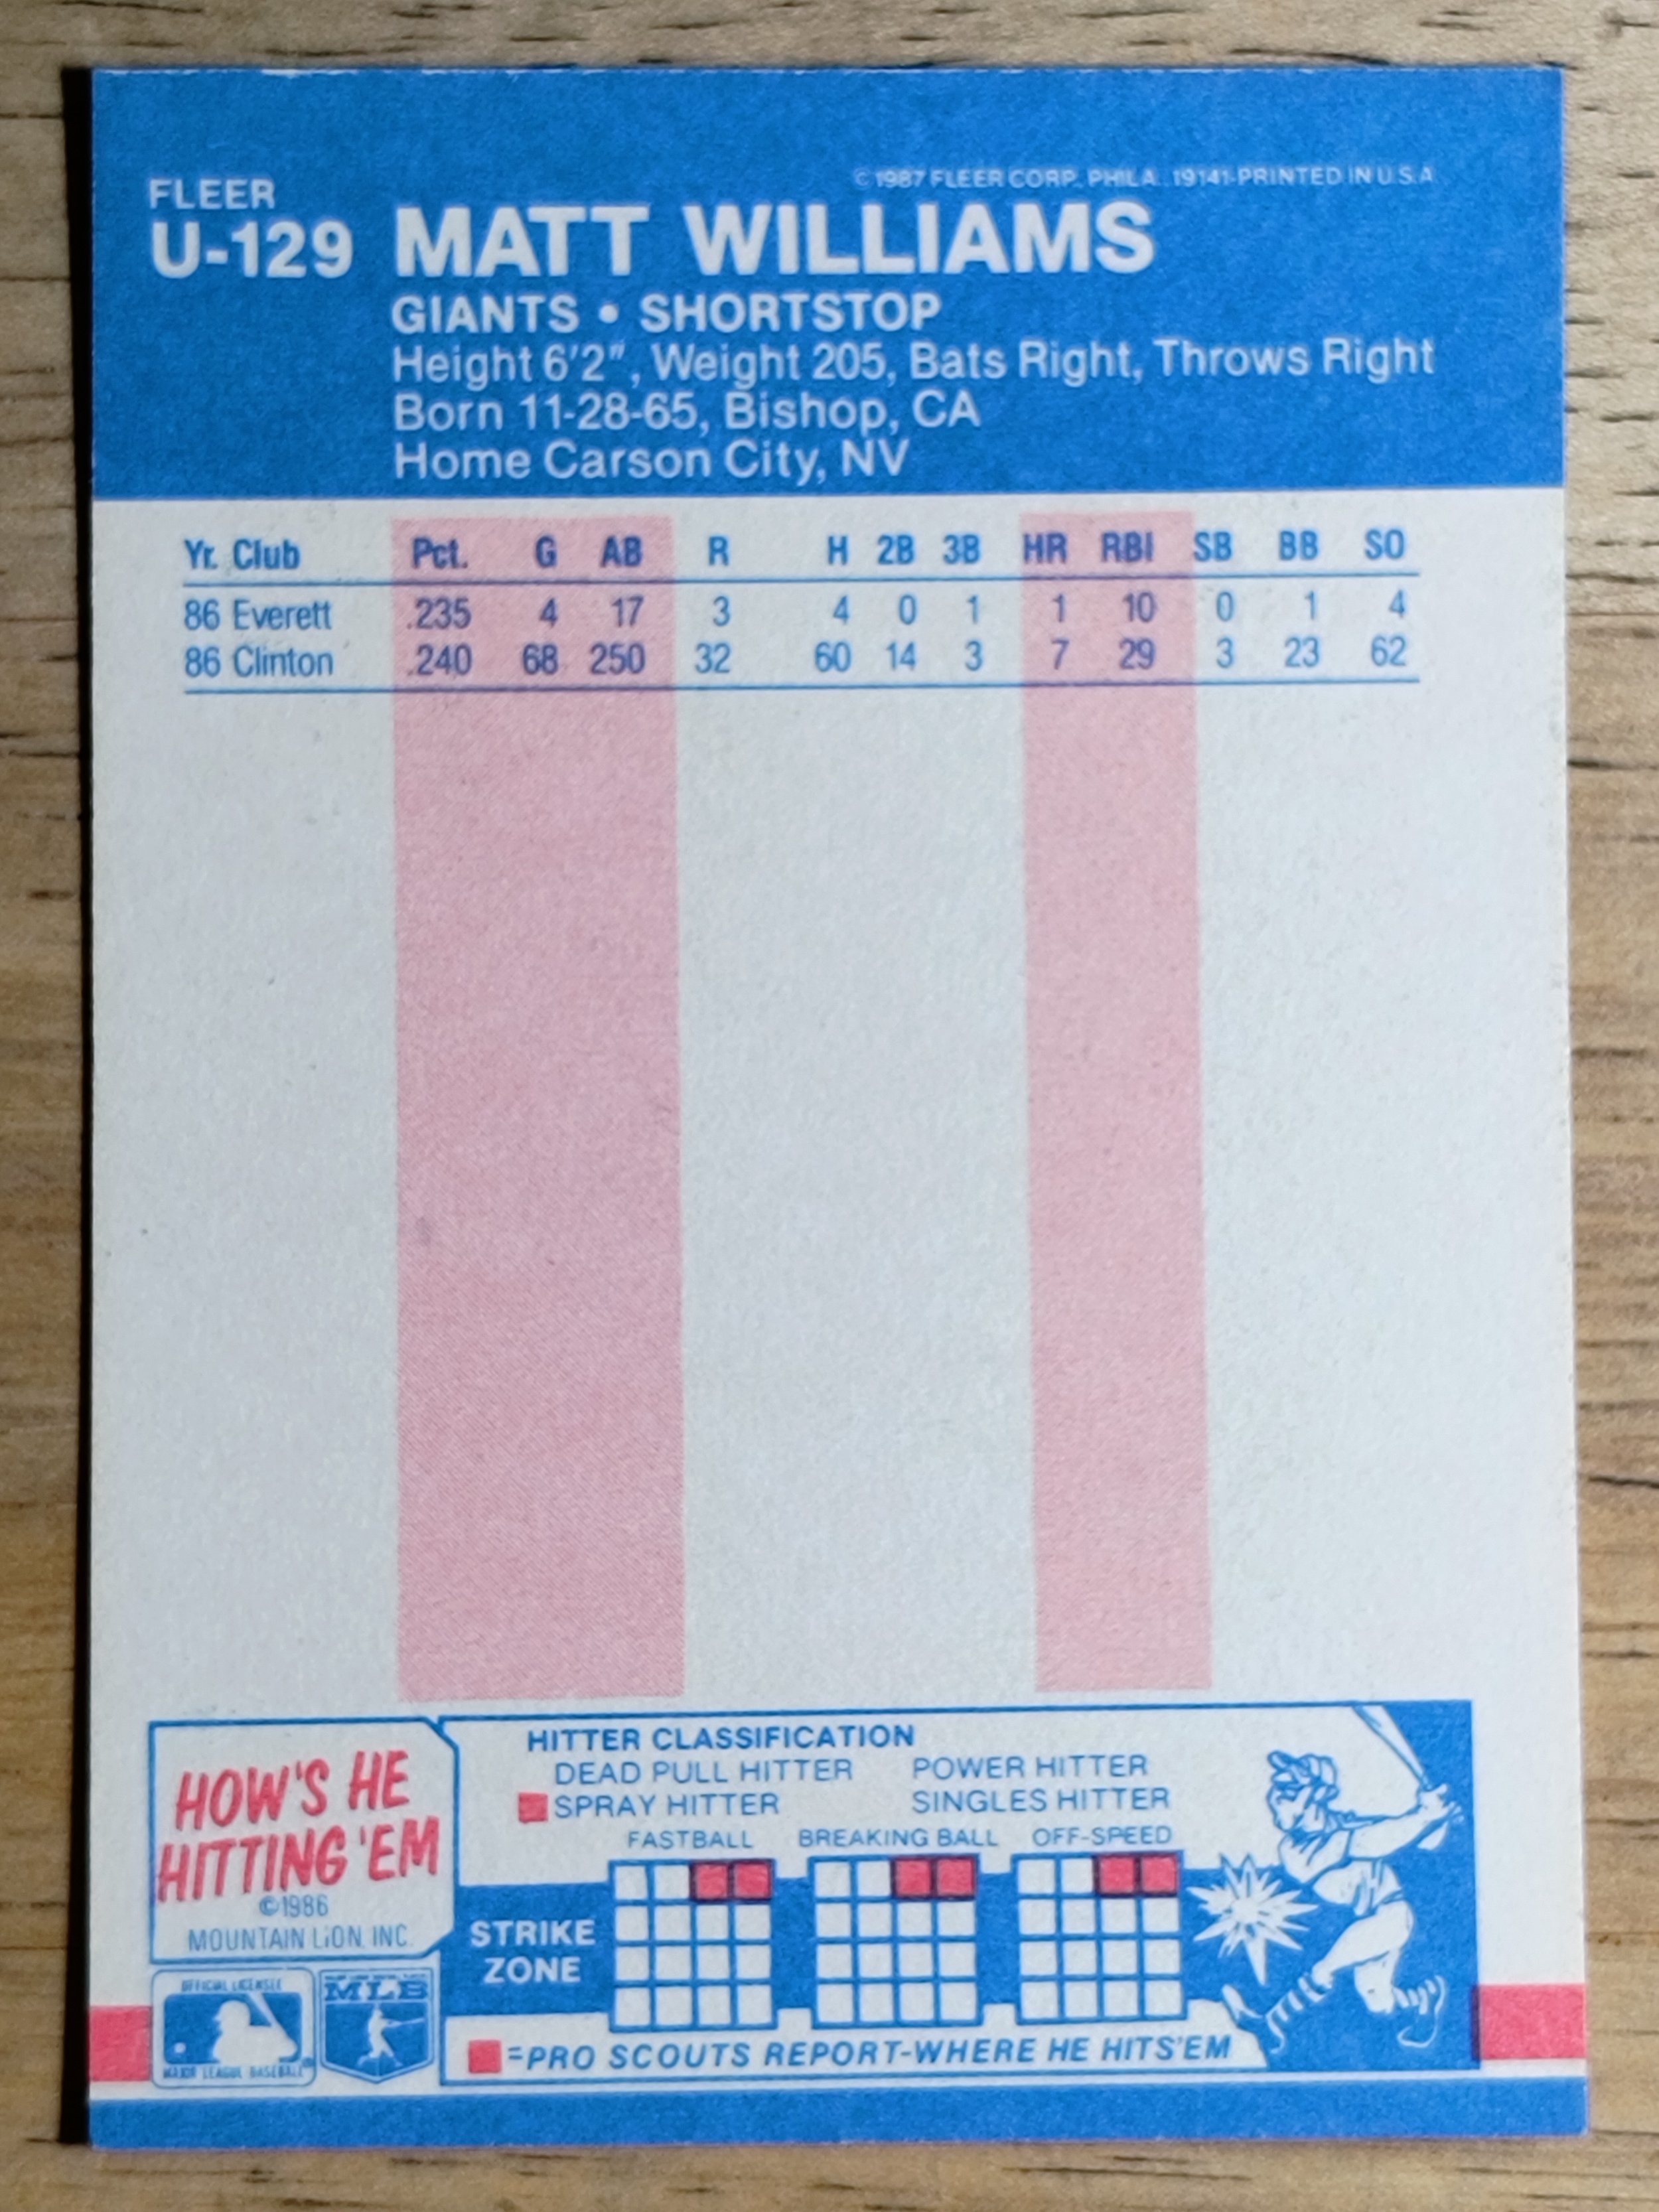 © 1987 FLEER CORP. PHILA. 19141-PRINTED IN U.S.A
FLEER
U-129 MATT WILLIAMS
GIANTS • SHORTSTOP
Height 6'2", Weight 205, Bats Right, Throws Right
Born 11-28-65, Bishop, CA
Home Carson City, NV
Yr. Club Pct. G AB R H 2B 3B HR RBI SB BB SO
86 Everett .235 4 17 3 4 0 1 1 10 0 1 4
86 Clinton .240 68 250 32 60 14 3 7 29 3 23 62
HOW'S HE
HITTING 'EM
©1986
MOUNTAIN LION, INC.
HITTER CLASSIFICATION
DEAD PULL HITTER POWER HITTER
SPRAY HITTER SINGLES HITTER
FASTBALL BREAKING BALL OFF-SPEED
STRIKE
ZONE
=PRO SCOUTS REPORT-WHERE HE HITS'EM
OFFICIAL LICENSEE
MAJOR LEAGUE BASEBALL
MLB